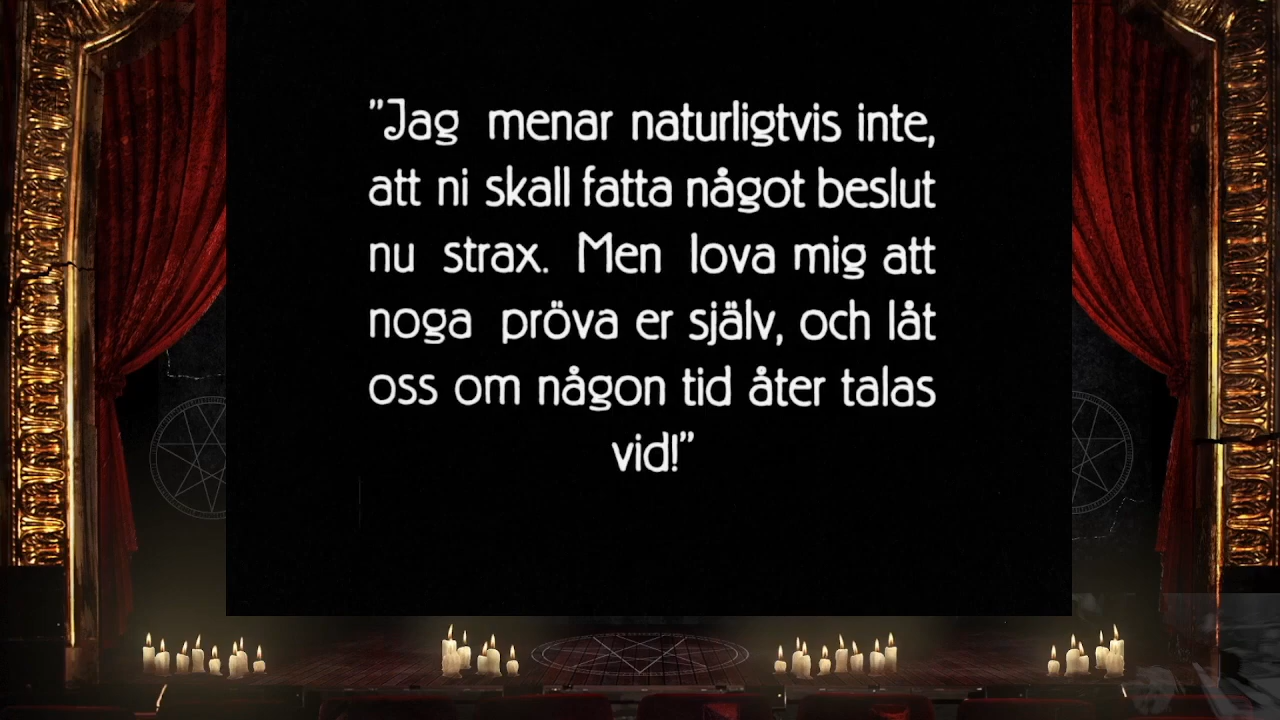 "Jag menar naturligtvis inte,
att ni skall fatta något beslut
nu strax. Men lova mig att
noga pröva er själv, och låt
oss om någon tid åter talas
vid!"